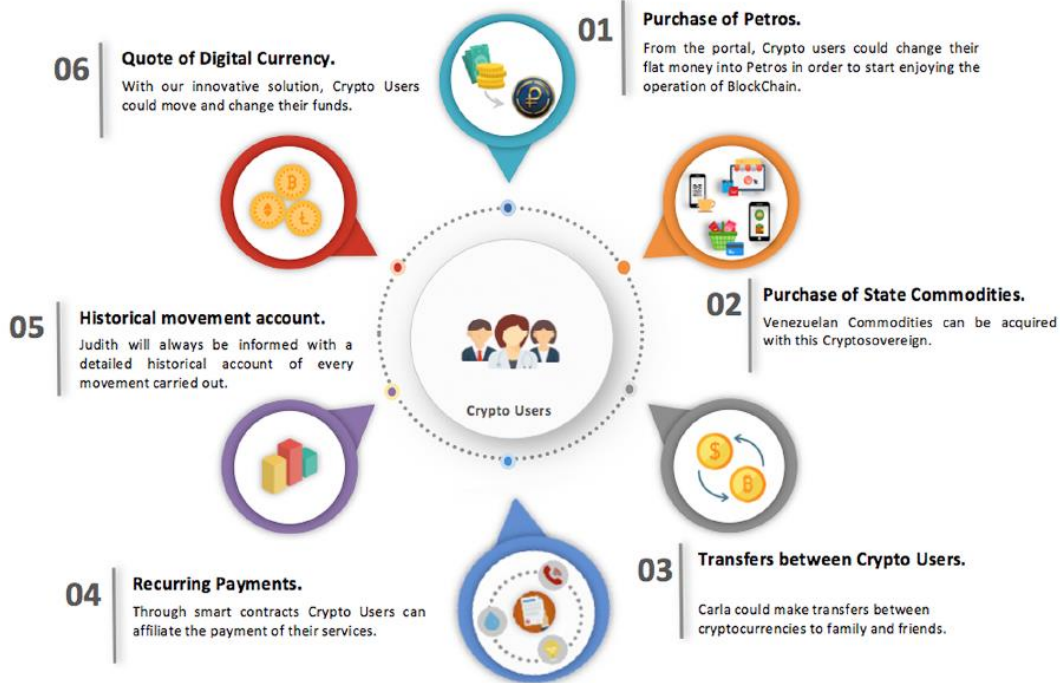 01
Purchase of Petros.
From the portal, Crypto users could change their
flat money into Petros in order to start enjoying the
operation of BlockChain.
02
Purchase of State Commodities.
Venezuelan Commodities can be acquired
with this Cryptosovereign.
03
Transfers between Crypto Users.
Carla could make transfers between
cryptocurrencies to family and friends.
04
Recurring Payments.
Through smart contracts Crypto Users can
affiliate the payment of their services.
05
Historical movement account.
Judith will always be informed with a
detailed historical account of every
movement carried out.
06
Quote of Digital Currency.
With our innovative solution, Crypto Users
could move and change their funds.
Crypto Users